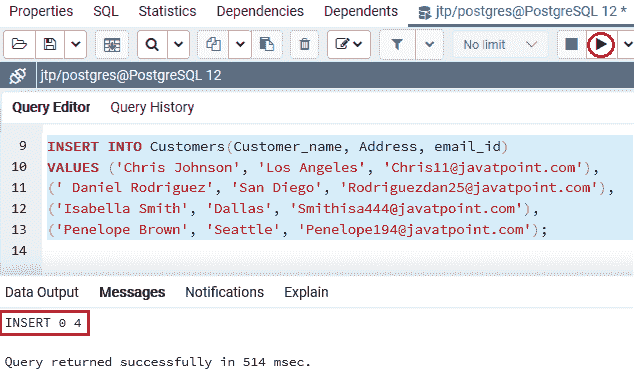 Properties SQL Statistics Dependencies Dependents jtp/postgres@PostgreSQL 12 *
No limit
jtp/postgres@PostgreSQL 12
Query Editor Query History
9 INSERT INTO Customers(Customer_name, Address, email_id)
10 VALUES ('Chris Johnson', 'Los Angeles', 'Chris11@javatpoint.com'),
11 (' Daniel Rodriguez', 'San Diego', 'Rodriguezdan25@javatpoint.com'),
12 ('Isabella Smith', 'Dallas', 'Smithisa444@javatpoint.com'),
13 ('Penelope Brown', 'Seattle', 'Penelope194@javatpoint.com');
14
Data Output Messages Notifications Explain
INSERT 0 4
Query returned successfully in 514 msec.